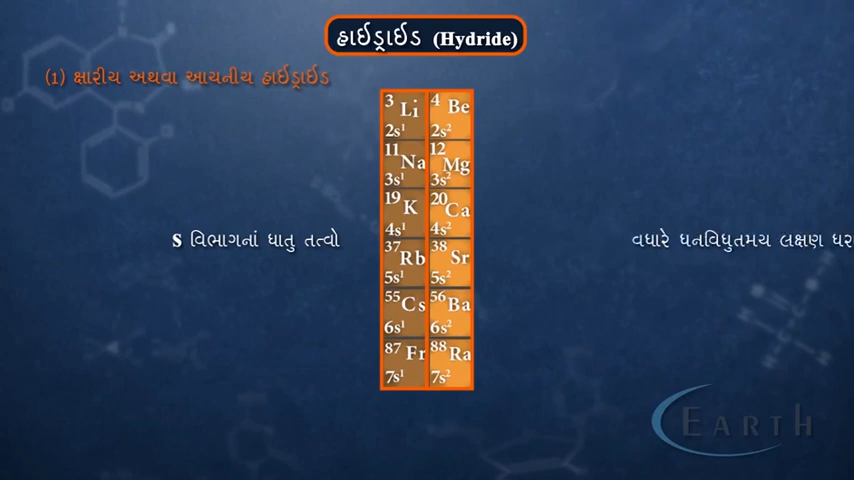 હાઈડ્રાઈડ (Hydride)
(1) ક્ષારીય અથવા આયનીય હાઈડ્રાઈડ
3 Li 2s¹ 4 Be 2s²
11 Na 3s¹ 12 Mg 3s²
19 K 4s¹ 20 Ca 4s²
S વિભાગનાં ધાતુ તત્વો
વધારે ધનવિધુતમય લક્ષણ ધર
37 Rb 5s¹ 38 Sr 5s²
55 Cs 6s¹ 56 Ba 6s²
87 Fr 7s¹ 88 Ra 7s²
EARTH